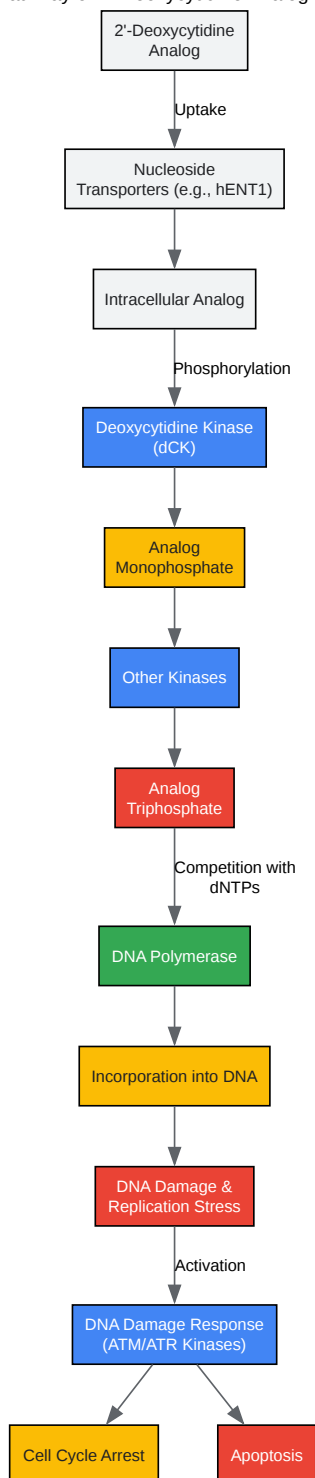 2'-Deoxycytidine
Analog
Uptake
Nucleoside
Transporters (e.g., hENT1)
Intracellular Analog
Phosphorylation
Deoxycytidine Kinase
(dCK)
Analog
Monophosphate
Other Kinases
Analog
Triphosphate
Competition with
dNTPs
DNA Polymerase
Incorporation into DNA
DNA Damage &
Replication Stress
Activation
DNA Damage Response
(ATM/ATR Kinases)
Cell Cycle Arrest
Apoptosis